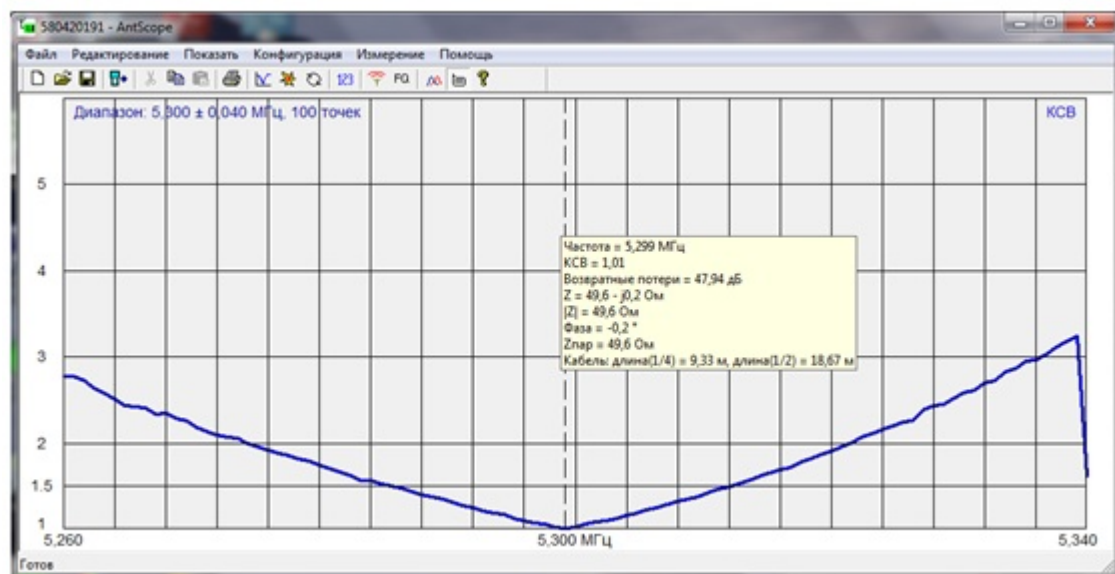 580420191 - AntScope
Файл Редактирование Показать Конфигурация Измерение Помощь
123 FQ ?
Диапазон: 5,300 ± 0,040 МГц, 100 точек КСВ
5
4
Частота = 5,299 МГц
КСВ = 1,01
Возвратные потери = 47,94 дБ
Z = 49,6 - j0,2 Ом
|Z| = 49,6 Ом
Фаза = -0,2 °
Zпар = 49,6 Ом
Кабель: длина(1/4) = 9,33 м, длина(1/2) = 18,67 м
3
2
1.5
1
5,260 5,300 МГц 5,340
Готов